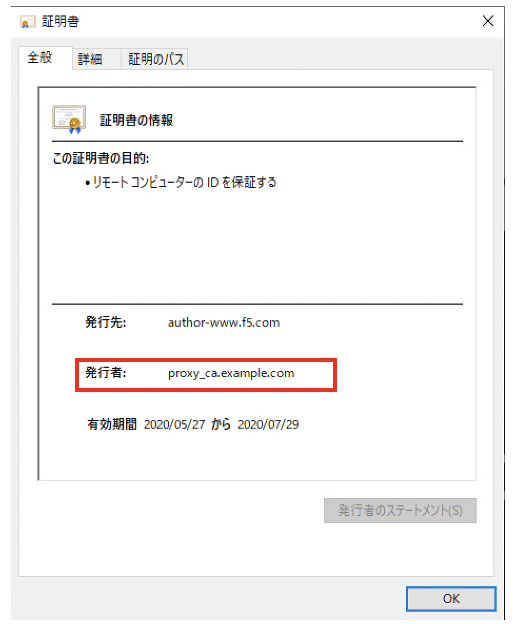 証明書
全般
詳細
証明のパス
証明書の情報
この証明書の目的:
•リモート コンピューターの ID を保証する
発行先: author-www.f5.com
発行者: proxy_ca.example.com
有効期間 2020/05/27 から 2020/07/29
発行者のステートメント(S)
OK